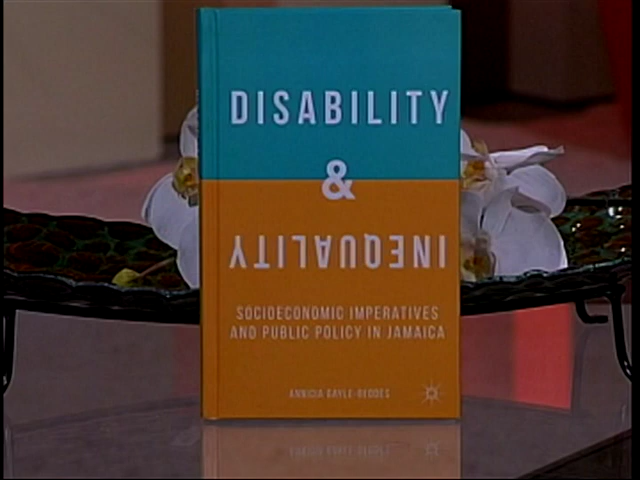 DISABILITY
&
INEQUALITY
SOCIOECONOMIC IMPERATIVES
AND PUBLIC POLICY IN JAMAICA
ANNICIA GAYLE-GEDDES